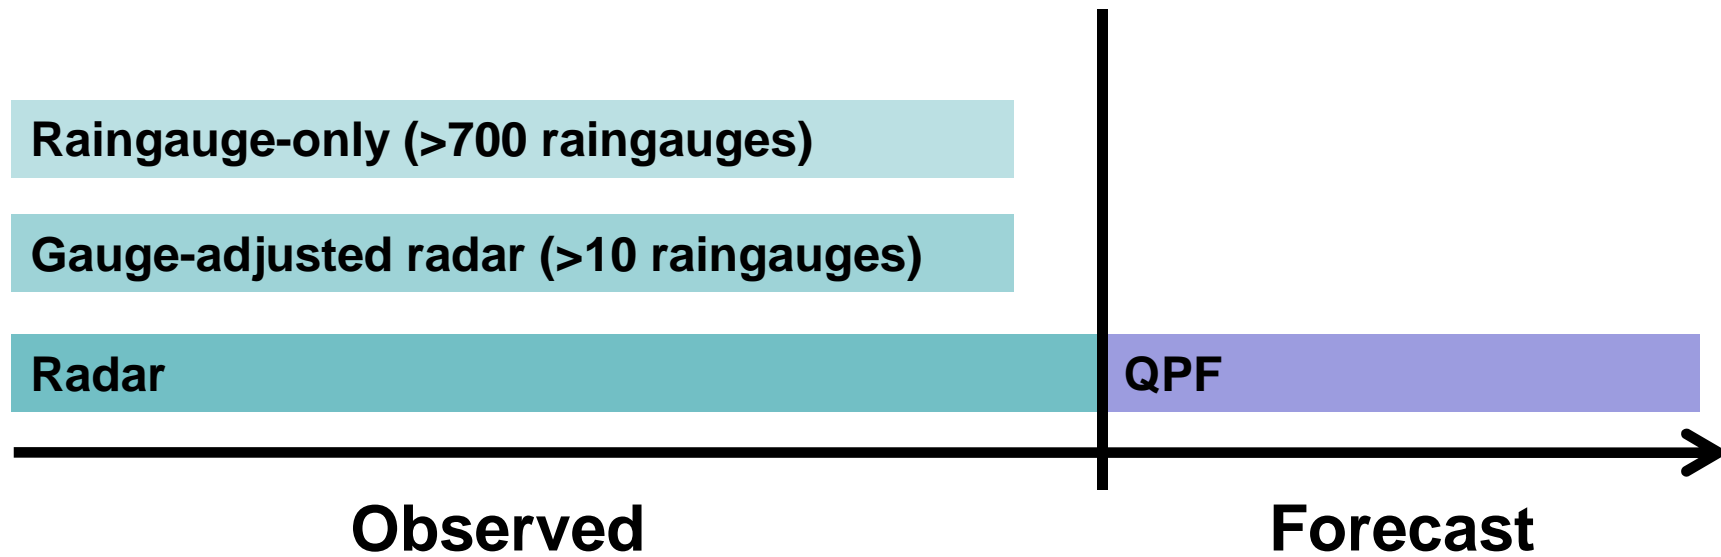 Raingauge-only (>700 raingauges)
Gauge-adjusted radar (>10 raingauges)
Radar
QPF
Observed
Forecast